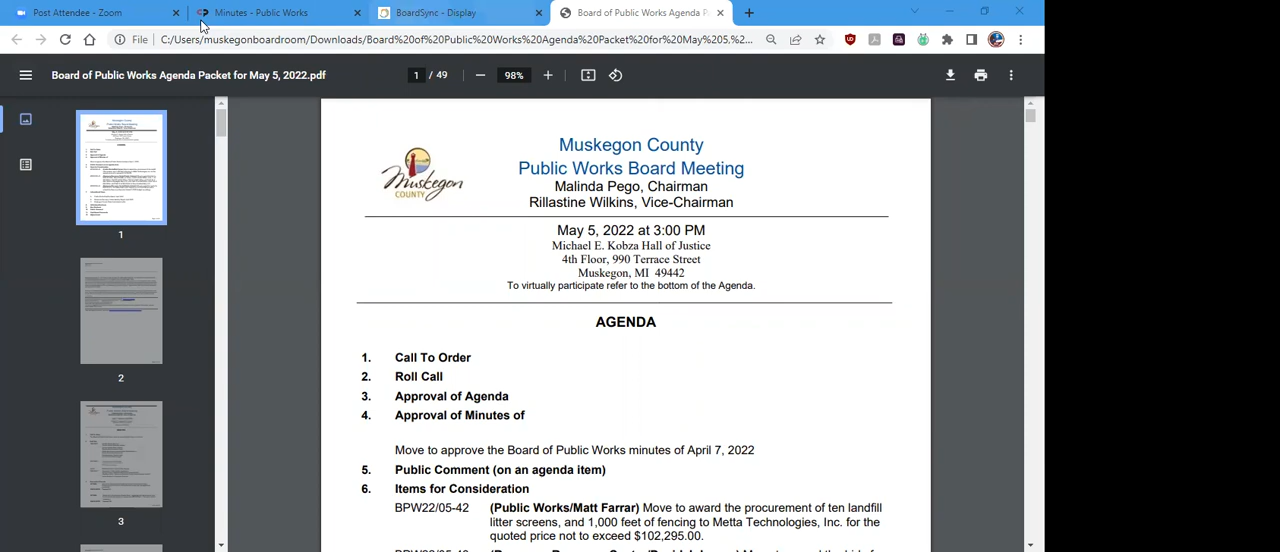 Post Attendee - Zoom
Minutes - Public Works
BoardSync - Display
Board of Public Works Agenda P
File
C:/Users/muskegonboardroom/Downloads/Board%20of%20Public%20Works%20Agenda%20Packet%20for%20May%205,%2...
Board of Public Works Agenda Packet for May 5, 2022.pdf
1 / 49
98%
1
2
3
Muskegon
COUNTY
Muskegon County
Public Works Board Meeting
Malinda Pego, Chairman
Rillastine Wilkins, Vice-Chairman
May 5, 2022 at 3:00 PM
Michael E. Kobza Hall of Justice
4th Floor, 990 Terrace Street
Muskegon, MI 49442
To virtually participate refer to the bottom of the Agenda.
AGENDA
1. Call To Order
2. Roll Call
3. Approval of Agenda
4. Approval of Minutes of
Move to approve the Board of Public Works minutes of April 7, 2022
5. Public Comment (on an agenda item)
6. Items for Consideration
BPW22/05-42 (Public Works/Matt Farrar) Move to award the procurement of ten landfill
litter screens, and 1,000 feet of fencing to Metta Technologies, Inc. for the
quoted price not to exceed $102,295.00.